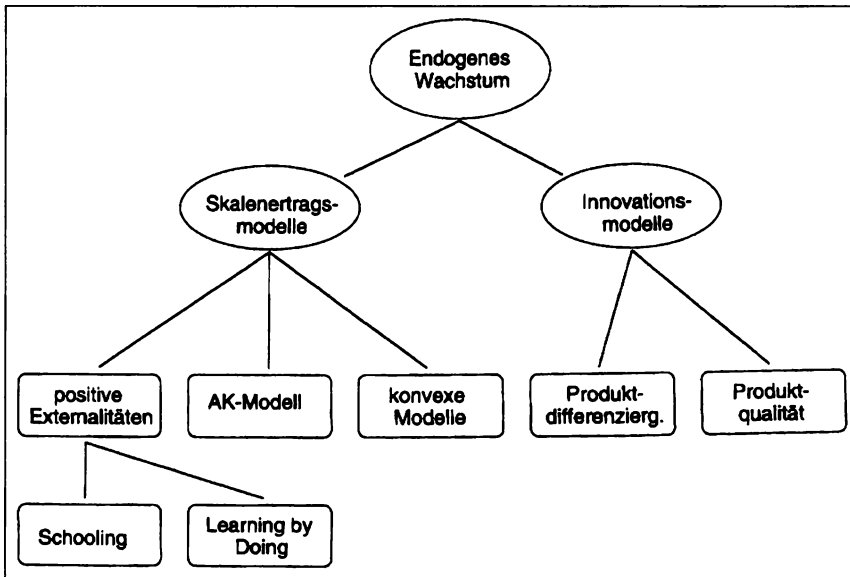 Endogenes
Wachstum
Skalenertrags-
modelle
Innovations-
modelle
positive
Externalitäten
AK-Modell
konvexe
Modelle
Produkt-
differenzierg.
Produkt-
qualität
Schooling
Learning by
Doing